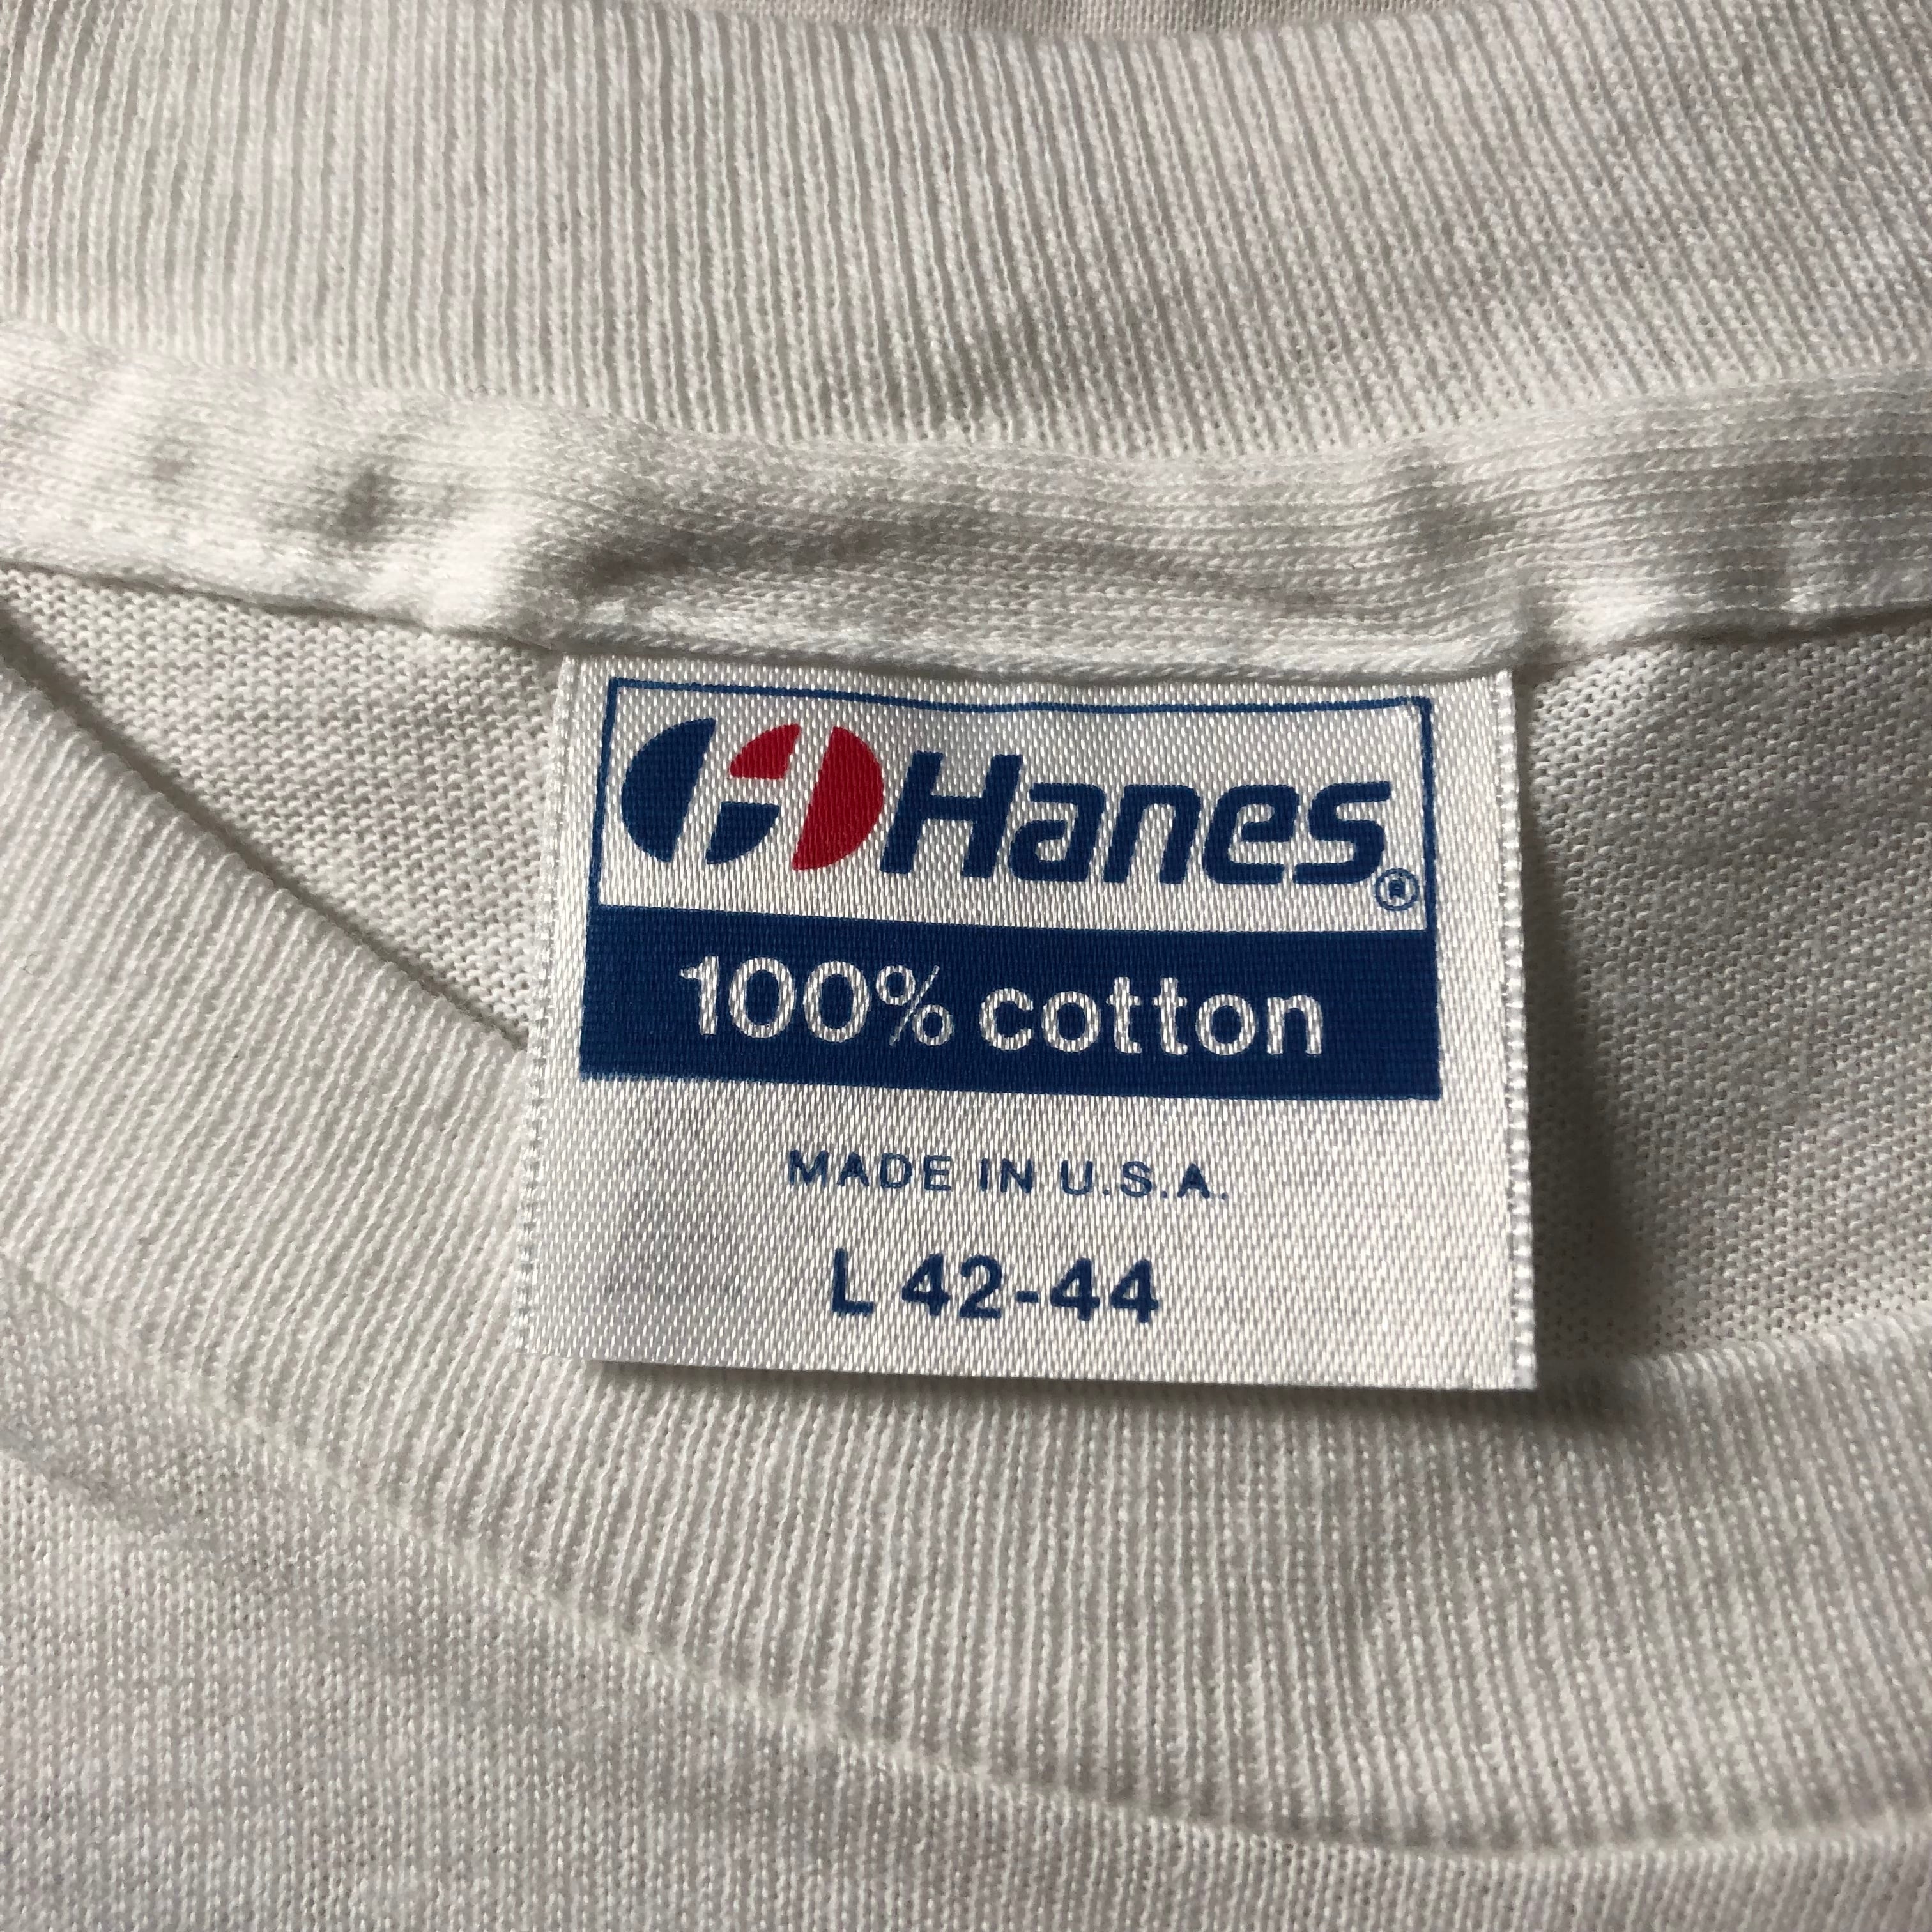 Hanes®
100% cotton
MADE IN U.S.A.
L 42-44